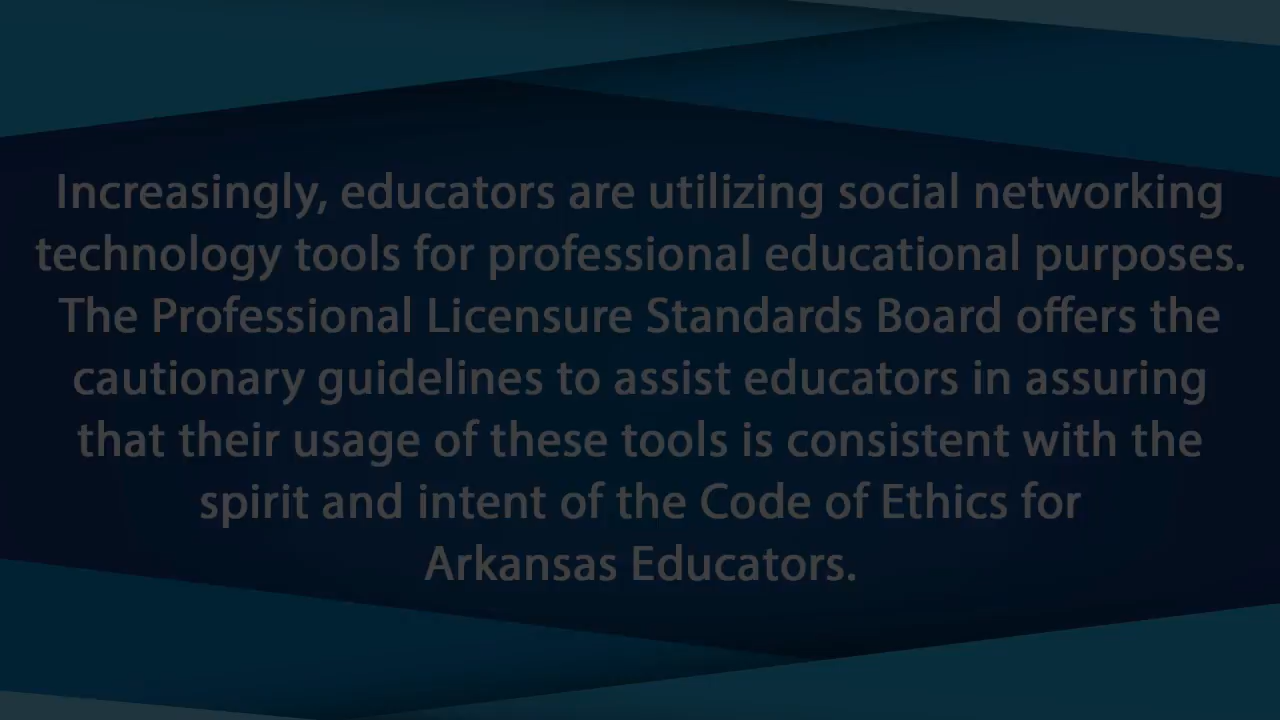 Increasingly, educators are utilizing social networking
technology tools for professional educational purposes.
The Professional Licensure Standards Board offers the
cautionary guidelines to assist educators in assuring
that their usage of these tools is consistent with the
spirit and intent of the Code of Ethics for
Arkansas Educators.